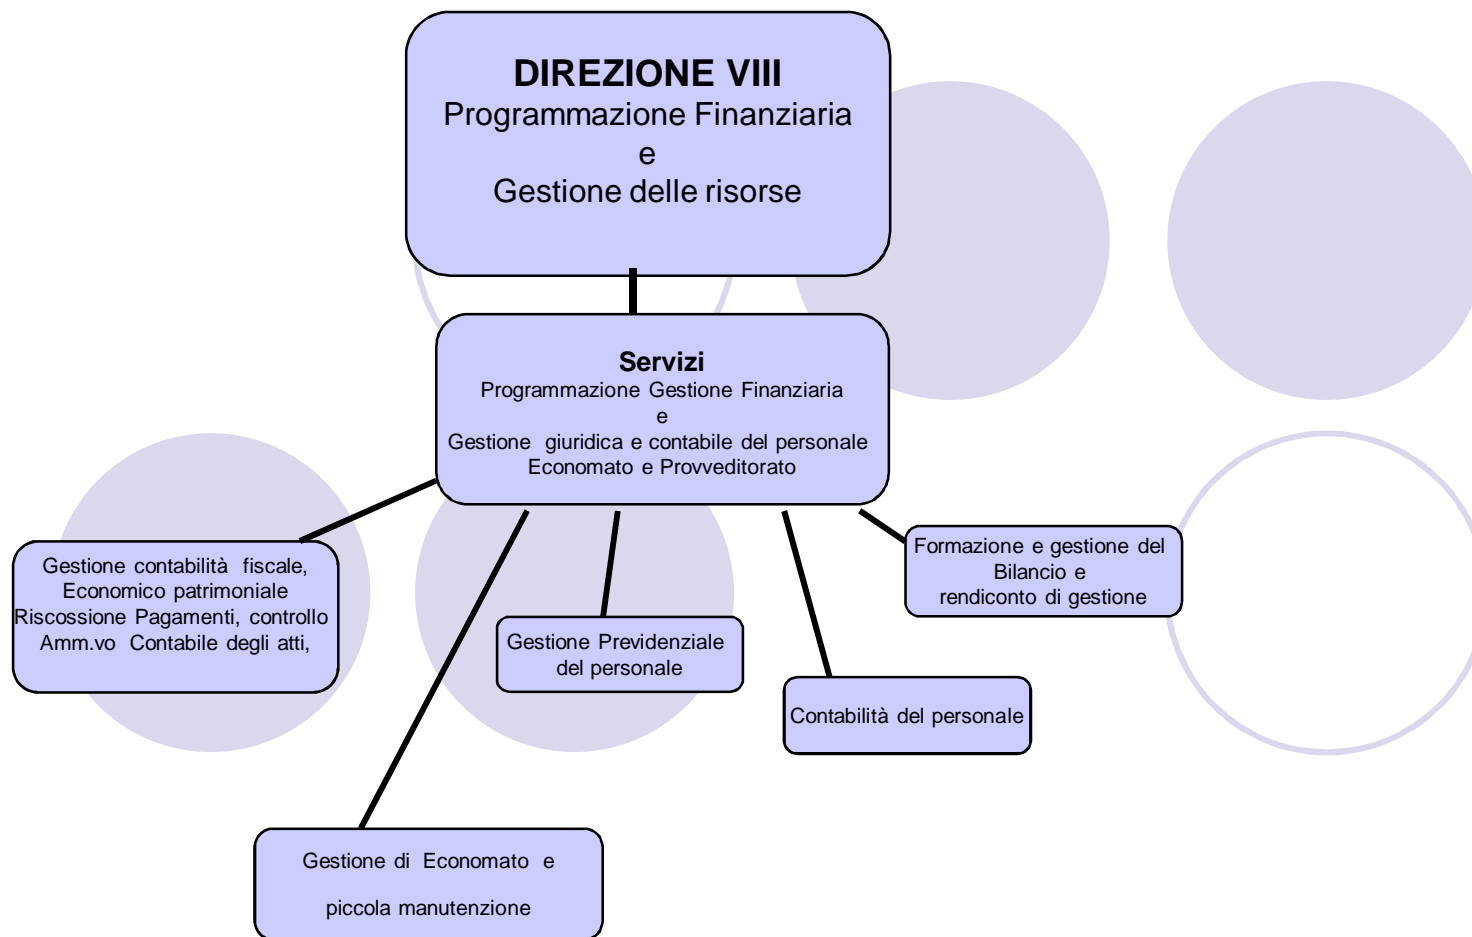 DIREZIONE VIII
Programmazione Finanziaria
e
Gestione delle risorse
Servizi
Programmazione Gestione Finanziaria
e
Gestione giuridica e contabile del personale
Economato e Provveditorato
Gestione contabilità fiscale,
Economico patrimoniale
Riscossione Pagamenti, controllo
Amm.vo Contabile degli atti,
Gestione Previdenziale
del personale
Contabilità del personale
Formazione e gestione del
Bilancio e
rendiconto di gestione
Gestione di Economato e
piccola manutenzione